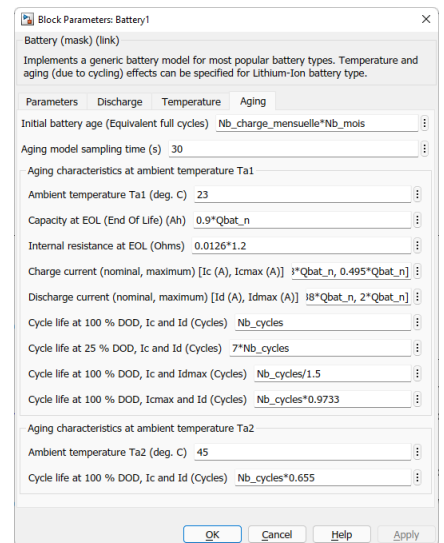 Block Parameters: Battery1
Battery (mask) (link)
Implements a generic battery model for most popular battery types. Temperature and
aging (due to cycling) effects can be specified for Lithium-Ion battery type.
Parameters Discharge Temperature Aging
Initial battery age (Equivalent full cycles) Nb_charge_mensuelle*Nb_mois
Aging model sampling time (s) 30
Aging characteristics at ambient temperature Ta1
Ambient temperature Ta1 (deg. C) 23
Capacity at EOL (End Of Life) (Ah) 0.9*Qbat_n
Internal resistance at EOL (Ohms) 0.0126*1.2
Charge current (nominal, maximum) [Ic (A), Icmax (A)] *Qbat_n, 0.495*Qbat_n]
Discharge current (nominal, maximum) [Id (A), Idmax (A)] 38*Qbat_n, 2*Qbat_n]
Cycle life at 100 % DOD, Ic and Id (Cycles) Nb_cycles
Cycle life at 25 % DOD, Ic and Id (Cycles) 7*Nb_cycles
Cycle life at 100 % DOD, Ic and Idmax (Cycles) Nb_cycles/1.5
Cycle life at 100 % DOD, Icmax and Id (Cycles) Nb_cycles*0.9733
Aging characteristics at ambient temperature Ta2
Ambient temperature Ta2 (deg. C) 45
Cycle life at 100 % DOD, Ic and Id (Cycles) Nb_cycles*0.655
OK Cancel Help Apply